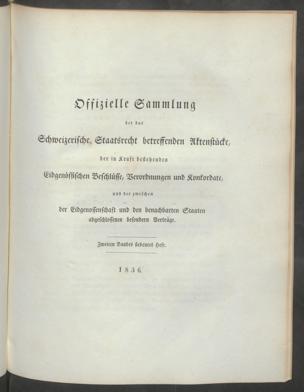 Offizielle Sammlung
der das
Schweizerische Staatsrecht betreffenden Aktenstücke,
der in Kraft bestehenden
Eidgenößischen Beschlüsse, Verordnungen und Konkordate,
und der zwischen
der Eidgenossenschaft und den benachbarten Staaten
abgeschlossenen besondern Verträge.
Zweiten Bandes siebentes Heft.
1836.